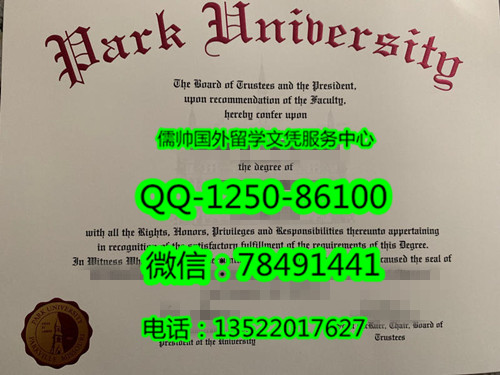 Park University
The Board of Trustees and the President,
upon recommendation of the Faculty,
hereby confer upon
儒帅国外留学文凭服务中心
the degree of
QQ-1250-86100
with all the Rights, Honors, Privileges and Responsibilities thereunto appertaining
in recognition of the satisfactory fulfillment of the requirements of this Degree.
In Witness caused the seal of
微信：78491441
电话：13522017627
Chair, Board of
President of the University
Trustees
PARK UNIVERSITY